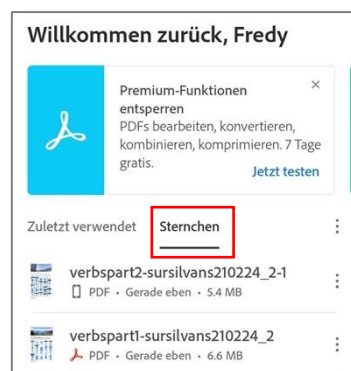 Willkommen zurück, Fredy
Premium-Funktionen
entsperren
PDFs bearbeiten, konvertieren,
kombinieren, komprimieren. 7 Tage
gratis.
Jetzt testen
Zuletzt verwendet Sternchen
verbspart2-sursilvans210224_2-1
PDF • Gerade eben • 5.4 MB
verbspart1-sursilvans210224_2
PDF • Gerade eben • 6.6 MB